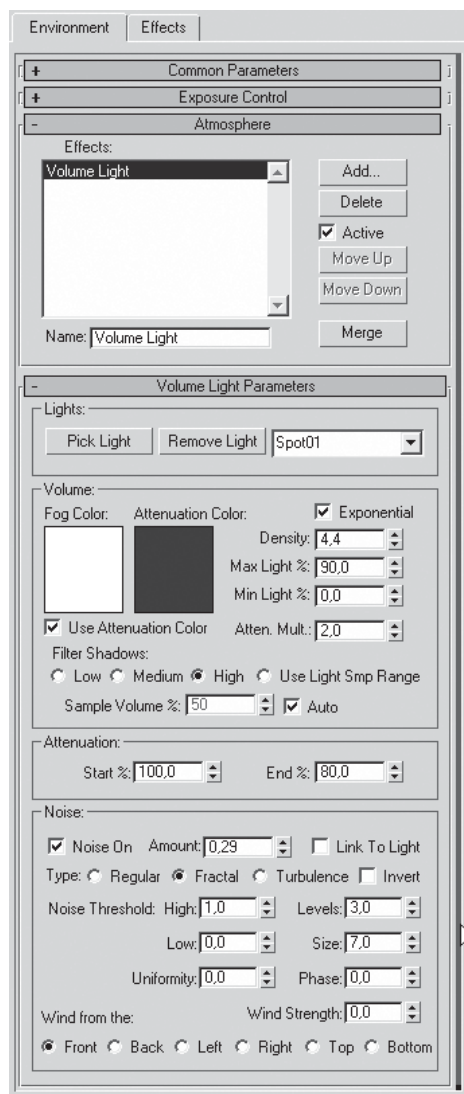 Environment Effects
+ Common Parameters
+ Exposure Control
- Atmosphere
Effects:
Volume Light
Add...
Delete
Active
Move Up
Move Down
Name: Volume Light Merge
- Volume Light Parameters
Lights:
Pick Light Remove Light Spot01
Volume:
Fog Color: Attenuation Color: Exponential
Density: 4,4
Max Light %: 90,0
Min Light %: 0,0
Use Attenuation Color Atten. Mult.: 2,0
Filter Shadows:
Low Medium High Use Light Smp Range
Sample Volume %: 50 Auto
Attenuation:
Start %: 100,0 End %: 80,0
Noise:
Noise On Amount: 0,29 Link To Light
Type: Regular Fractal Turbulence Invert
Noise Threshold: High: 1,0 Levels: 3,0
Low: 0,0 Size: 7,0
Uniformity: 0,0 Phase: 0,0
Wind from the: Wind Strength: 0,0
Front Back Left Right Top Bottom